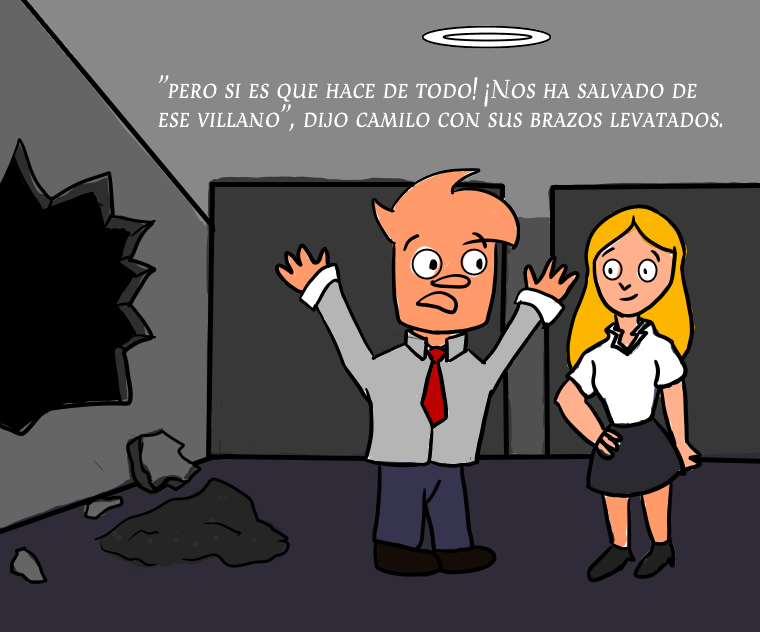 "PERO SI ES QUE HACE DE TODO! ¡NOS HA SALVADO DE
ESE VILLANO", DIJO CAMILO CON SUS BRAZOS LEVATADOS.